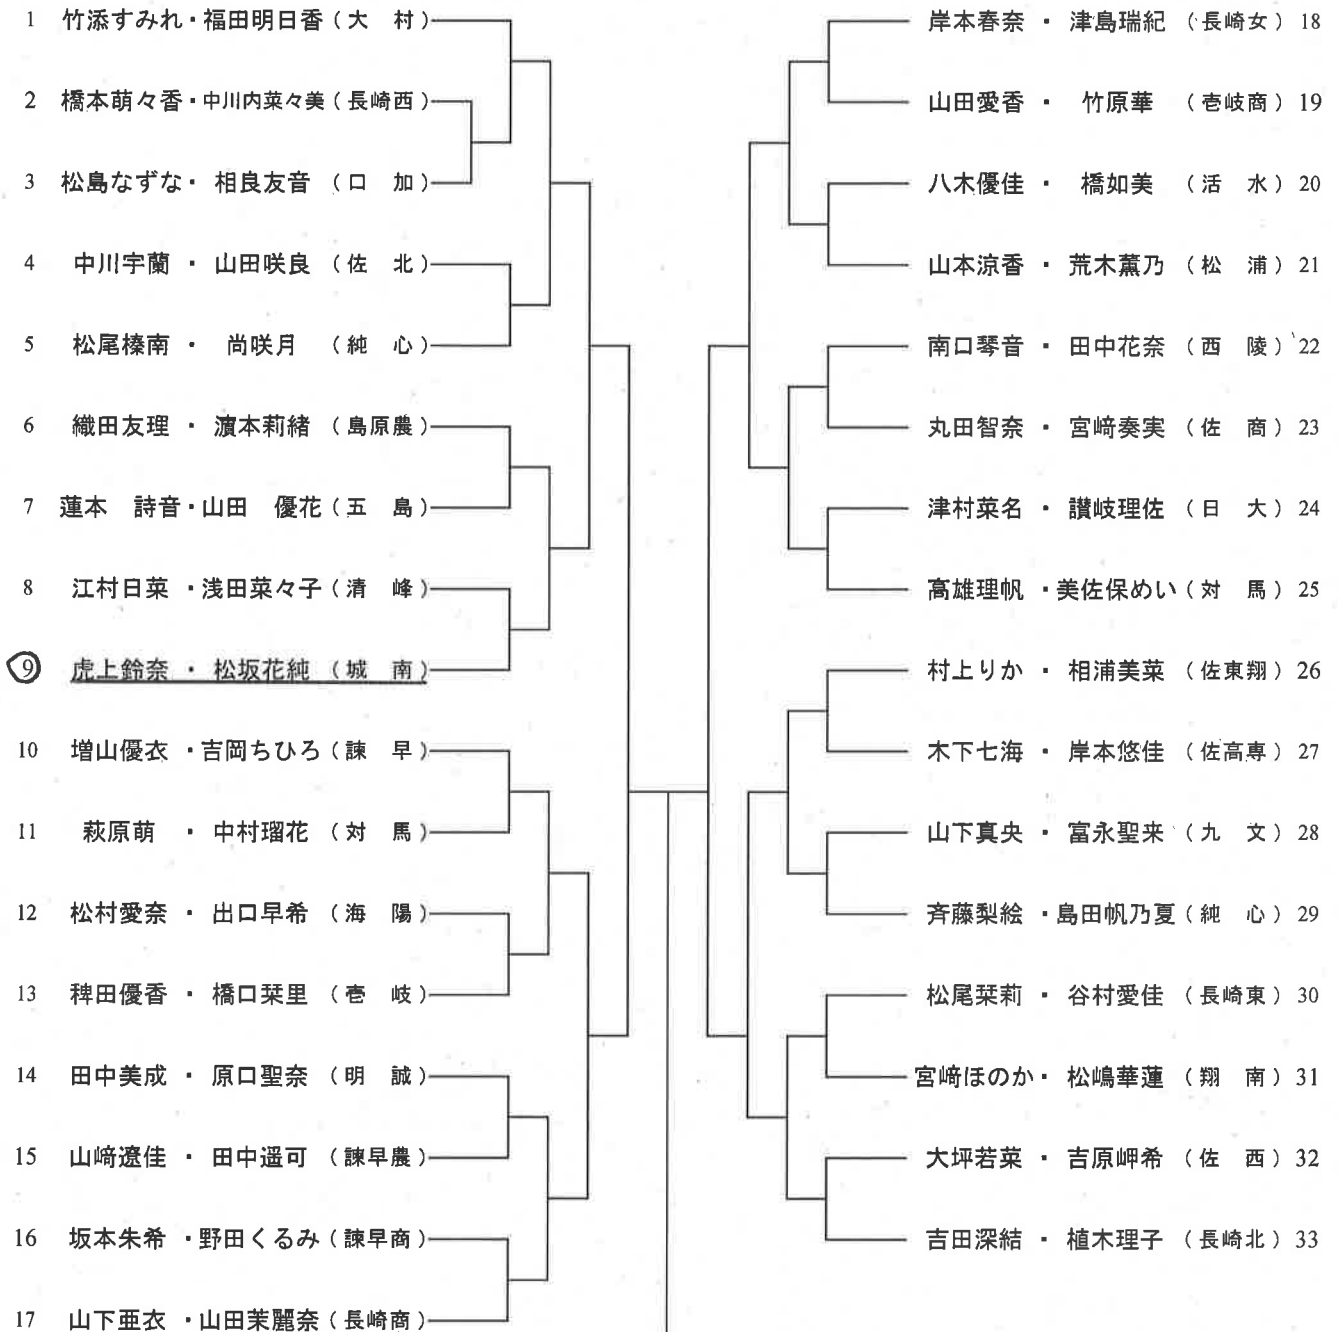 1 竹添すみれ・福田明日香（大　村）
2 橋本萌々香・中川内菜々美（長崎西）
3 松島なずな・相良友音（口　加）
4 中川宇蘭・山田咲良（佐　北）
5 松尾榛南・尚咲月（純　心）
6 織田友理・濵本莉緒（島原農）
7 蓮本　詩音・山田　優花（五　島）
8 江村日菜・浅田菜々子（清　峰）
9 虎上鈴奈・松坂花純（城　南）
10 増山優衣・吉岡ちひろ（諫　早）
11 萩原萌・中村瑠花（対　馬）
12 松村愛奈・出口早希（海　陽）
13 稗田優香・橋口栞里（壱　岐）
14 田中美成・原口聖奈（明　誠）
15 山﨑遼佳・田中遥可（諫早農）
16 坂本朱希・野田くるみ（諫早商）
17 山下亜衣・山田茉麗奈（長崎商）
岸本春奈・津島瑞紀（長崎女）18
山田愛香・竹原華（壱岐商）19
八木優佳・橋如美（活　水）20
山本涼香・荒木薫乃（松　浦）21
南口琴音・田中花奈（西　陵）22
丸田智奈・宮﨑奏実（佐　商）23
津村菜名・讃岐理佐（日　大）24
髙雄理帆・美佐保めい（対　馬）25
村上りか・相浦美菜（佐東翔）26
木下七海・岸本悠佳（佐高専）27
山下真央・富永聖来（九　文）28
斉藤梨絵・島田帆乃夏（純　心）29
松尾栞莉・谷村愛佳（長崎東）30
宮﨑ほのか・松嶋華蓮（翔　南）31
大坪若菜・吉原岬希（佐　西）32
吉田深結・植木理子（長崎北）33